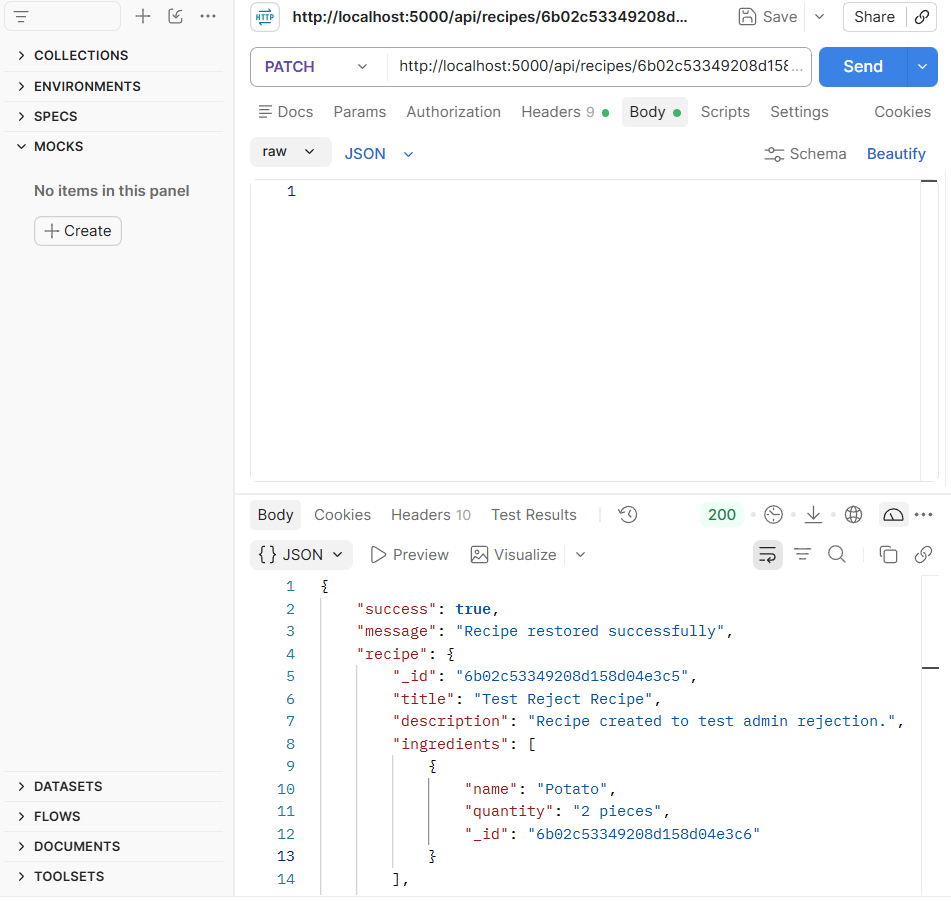 HTTP http://localhost:5000/api/recipes/6b02c53349208d... Save Share
PATCH http://localhost:5000/api/recipes/6b02c53349208d158... Send
Docs Params Authorization Headers 9 Body Scripts Settings Cookies
raw JSON Schema Beautify
1
COLLECTIONS
ENVIRONMENTS
SPECS
MOCKS
No items in this panel
+ Create
DATASETS
FLOWS
DOCUMENTS
TOOLSETS
Body Cookies Headers 10 Test Results 200
{} JSON Preview Visualize
1 {
2 "success": true,
3 "message": "Recipe restored successfully",
4 "recipe": {
5 "_id": "6b02c53349208d158d04e3c5",
6 "title": "Test Reject Recipe",
7 "description": "Recipe created to test admin rejection.",
8 "ingredients": [
9 {
10 "name": "Potato",
11 "quantity": "2 pieces",
12 "_id": "6b02c53349208d158d04e3c6"
13 }
14 ],